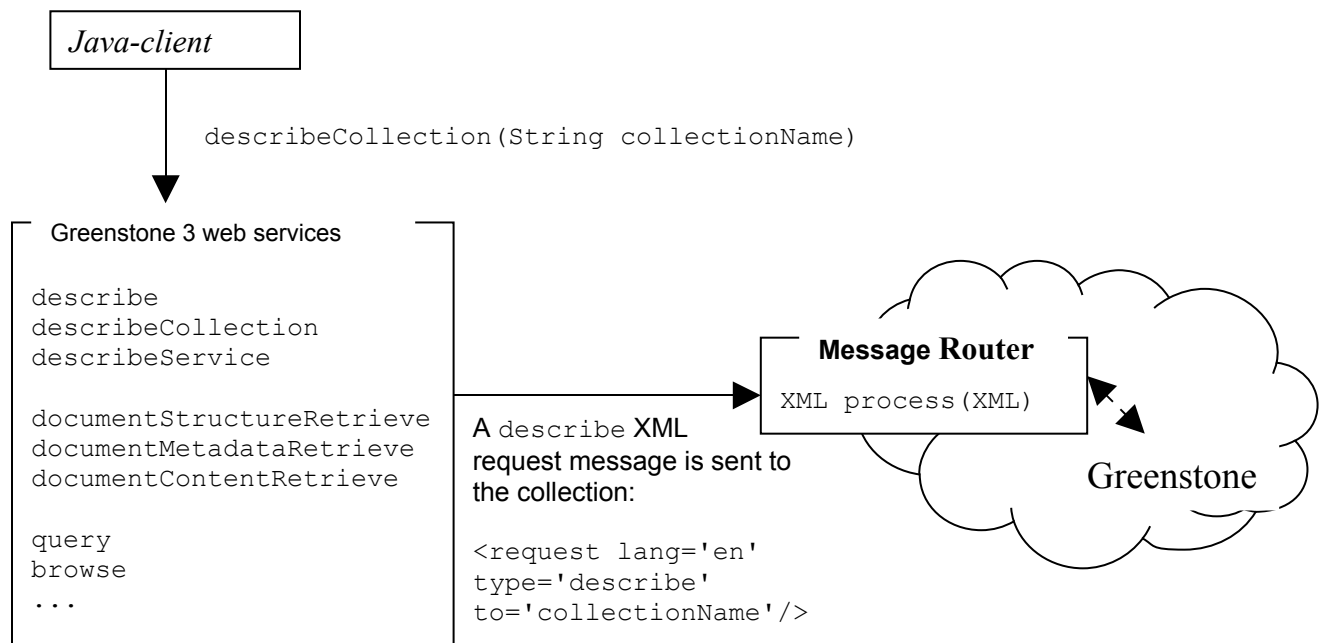 Java-client
describeCollection(String collectionName)
Greenstone 3 web services
describe
describeCollection
describeService
documentStructureRetrieve
documentMetadataRetrieve
documentContentRetrieve
query
browse
...
A describe XML
request message is sent to
the collection:
<request lang='en'
type='describe'
to='collectionName'/>
Message Router
XML process(XML)
Greenstone